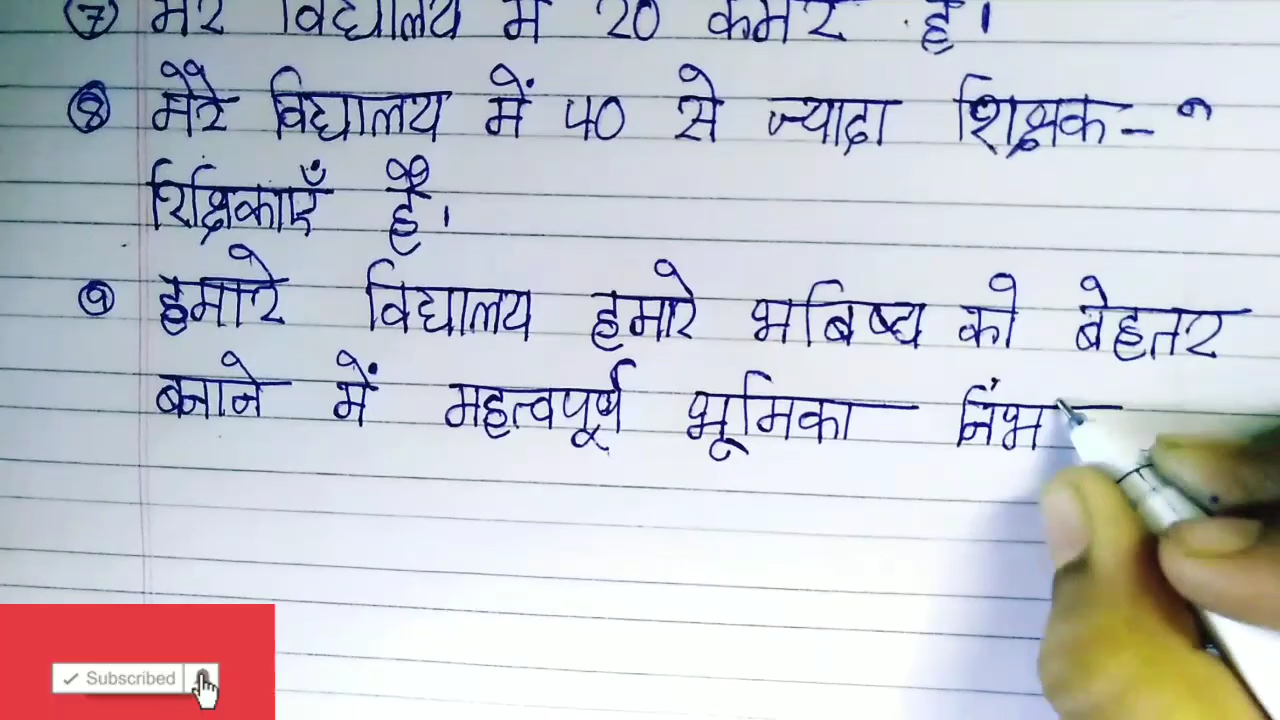 ⑦ मेरे विद्यालय में 20 कमरे हैं।
⑧ मेरे विद्यालय में 40 से ज्यादा शिक्षक -
शिक्षिकाएँ हैं।
⑨ हमारे विद्यालय हमारे भबिष्य को बेहतर
बनाने में महत्वपूर्ण भूमिका निंभ
✓ Subscribed